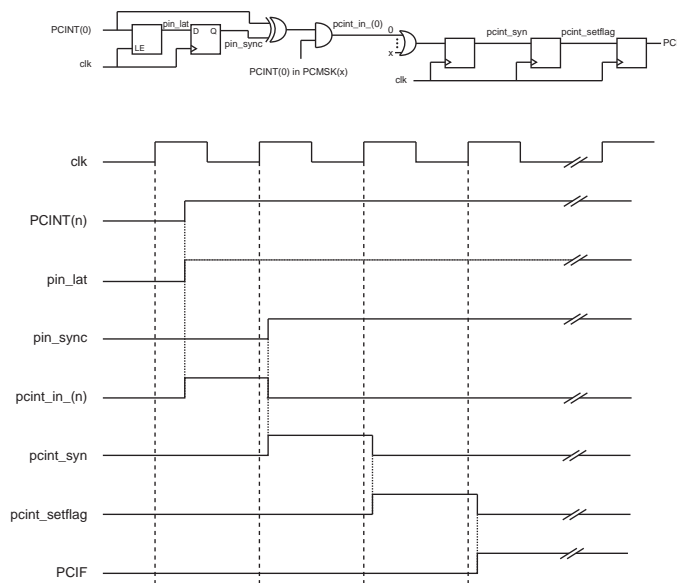 PCINT(0)
clk
LE
pin_lat
D Q
pin_sync
PCINT(0) in PCMSK(x)
pcint_in_(0)
0
x
clk
pcint_syn
pcint_setflag
PC
clk
PCINT(n)
pin_lat
pin_sync
pcint_in_(n)
pcint_syn
pcint_setflag
PCIF